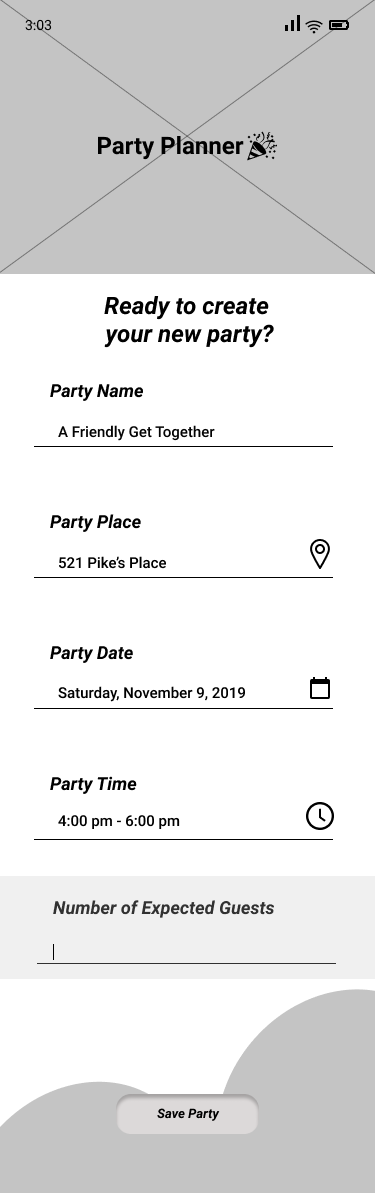 3:03
Party Planner
Ready to create
your new party?
Party Name
A Friendly Get Together
Party Place
521 Pike’s Place
Party Date
Saturday, November 9, 2019
Party Time
4:00 pm - 6:00 pm
Number of Expected Guests
Save Party